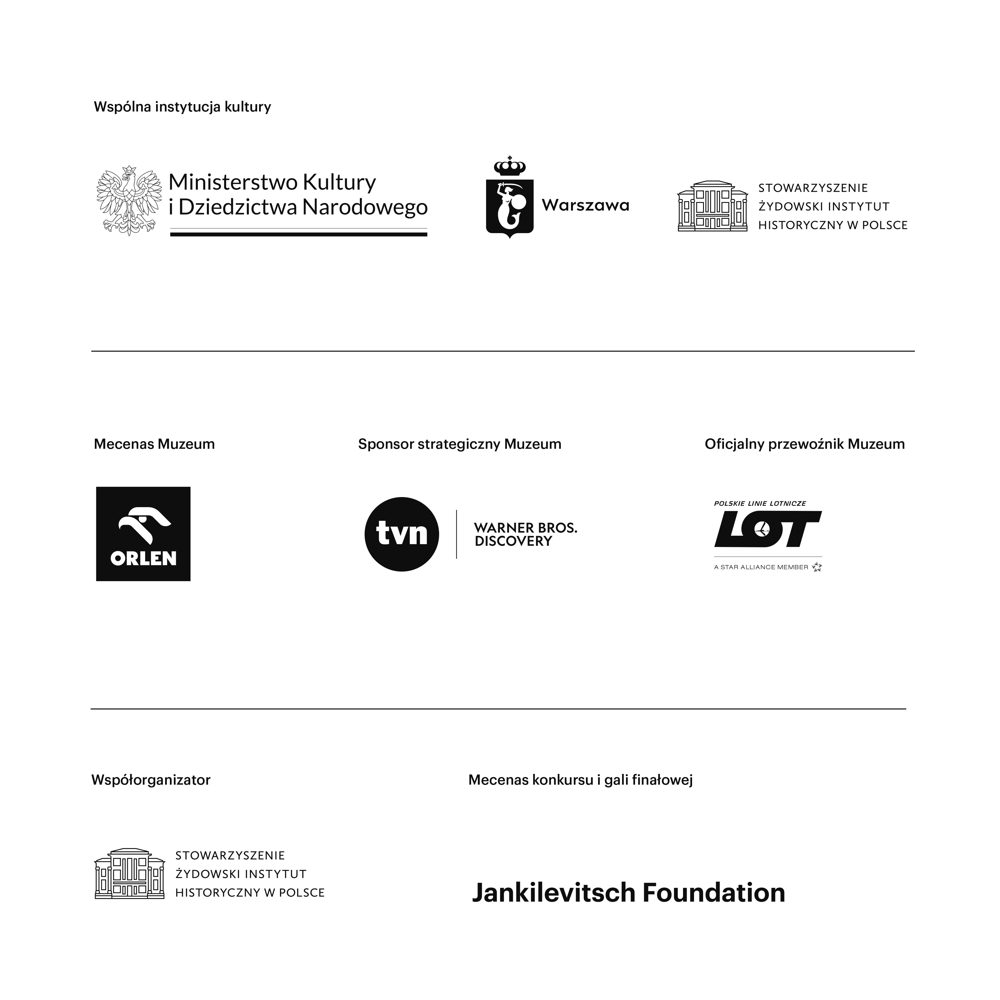 Wspólna instytucja kultury
Ministerstwo Kultury
i Dziedzictwa Narodowego
Warszawa
STOWARZYSZENIE
ŻYDOWSKI INSTYTUT
HISTORYCZNY W POLSCE
Mecenas Muzeum
Sponsor strategiczny Muzeum
Oficjalny przewoźnik Muzeum
ORLEN
tvn
WARNER BROS.
DISCOVERY
POLSKIE LINIE LOTNICZE
LOT
A STAR ALLIANCE MEMBER
Współorganizator
Mecenas konkursu i gali finałowej
STOWARZYSZENIE
ŻYDOWSKI INSTYTUT
HISTORYCZNY W POLSCE
Jankilevitsch Foundation